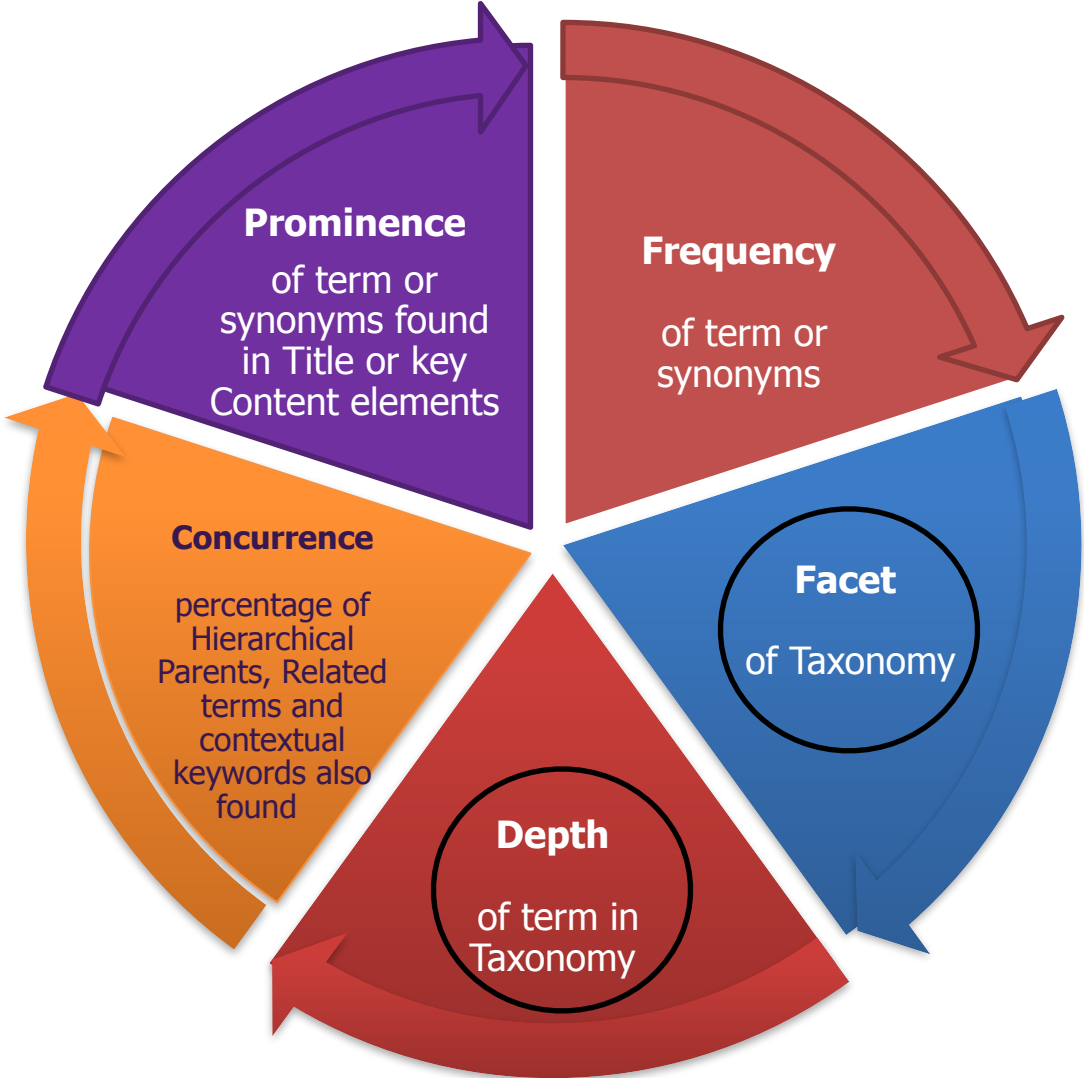 Prominence
of term or
synonyms found
in Title or key
Content elements
Frequency
of term or
synonyms
Facet
of Taxonomy
Depth
of term in
Taxonomy
Concurrence
percentage of
Hierarchical
Parents, Related
terms and
contextual
keywords also
found